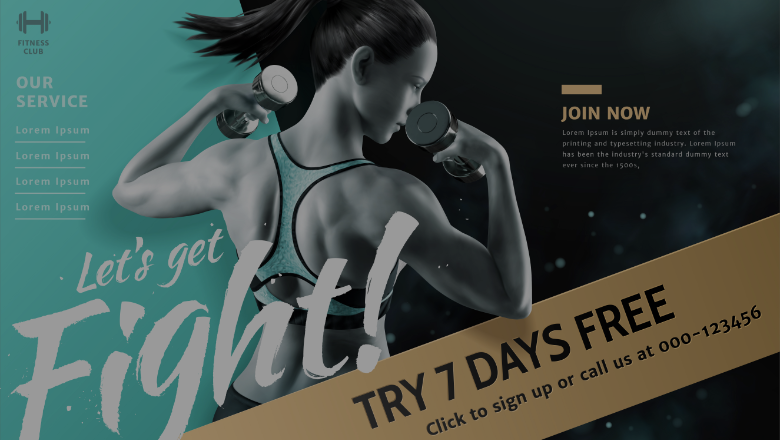 FITNESS
CLUB
OUR
SERVICE
Lorem Ipsum
Lorem Ipsum
Lorem Ipsum
Lorem Ipsum
Let's get
Fight!
JOIN NOW
Lorem Ipsum is simply dummy text of the
printing and typesetting industry. Lorem Ipsum
has been the industry's standard dummy text
ever since the 1500s,
TRY 7 DAYS FREE
Click to sign up or call us at 000-123456